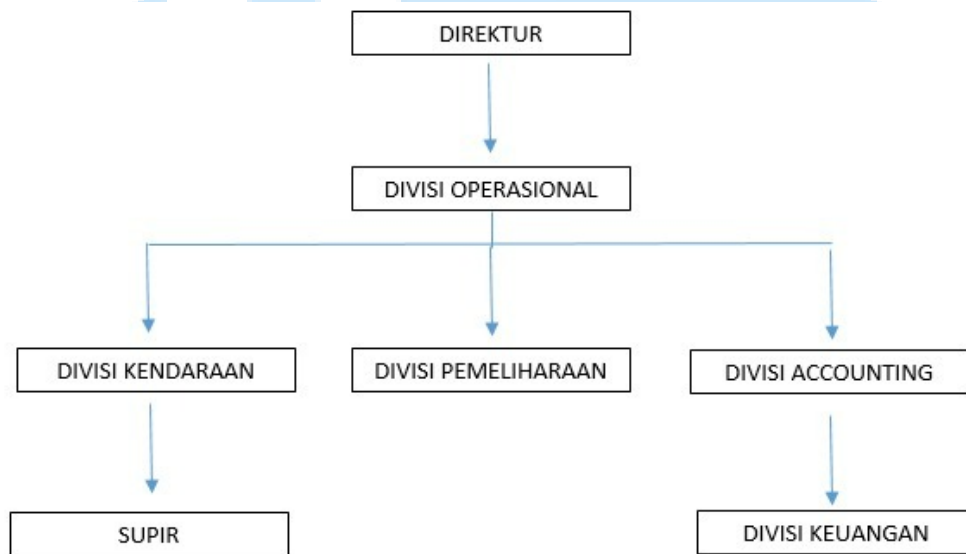 DIREKTUR
DIVISI OPERASIONAL
DIVISI KENDARAAN
DIVISI PEMELIHARAAN
DIVISI ACCOUNTING
SUPIR
DIVISI KEUANGAN